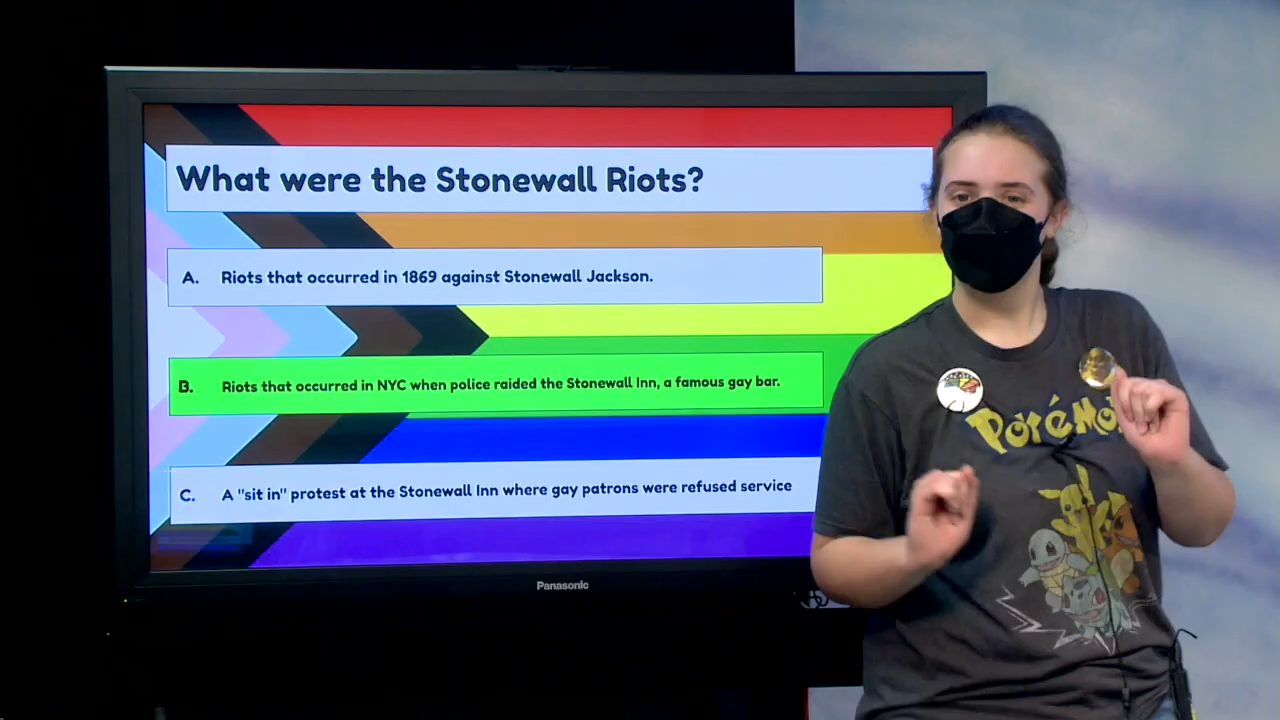 What were the Stonewall Riots?
A. Riots that occurred in 1869 against Stonewall Jackson.
B. Riots that occurred in NYC when police raided the Stonewall Inn, a famous gay bar.
C. A "sit in" protest at the Stonewall Inn where gay patrons were refused service
Panasonic
POKéMO